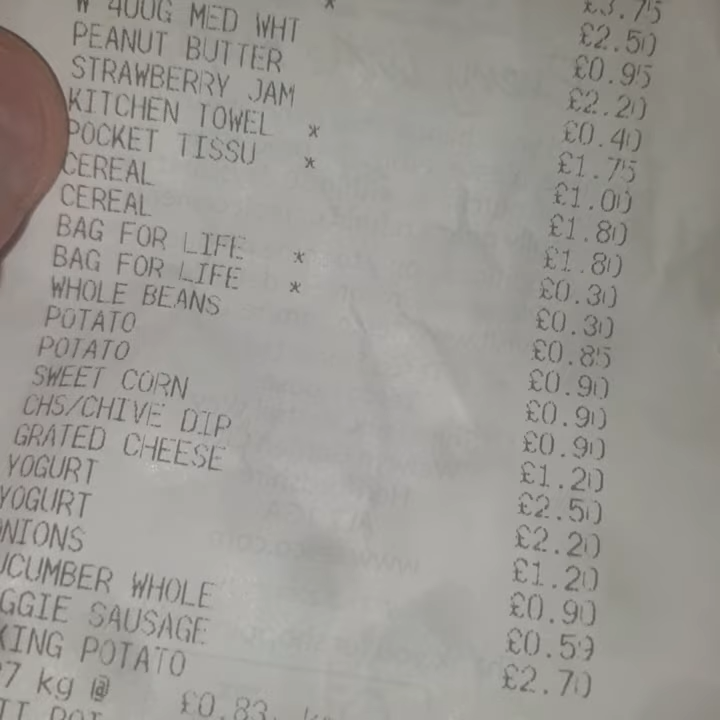 £3.75
* £2.50
W 400G MED WHT £0.95
PEANUT BUTTER £2.20
STRAWBERRY JAM £0.40
KITCHEN TOWEL * £1.75
POCKET TISSU * £1.00
CEREAL £1.80
CEREAL £1.80
BAG FOR LIFE * £0.30
BAG FOR LIFE * £0.30
WHOLE BEANS £0.85
POTATO £0.90
POTATO £0.90
SWEET CORN £0.90
CHS/CHIVE DIP £1.20
GRATED CHEESE £2.50
YOGURT £2.20
YOGURT £1.20
NIONS £0.90
UCUMBER WHOLE £0.59
GGIE SAUSAGE £2.70
KING POTATO
7 kg @ £0.83